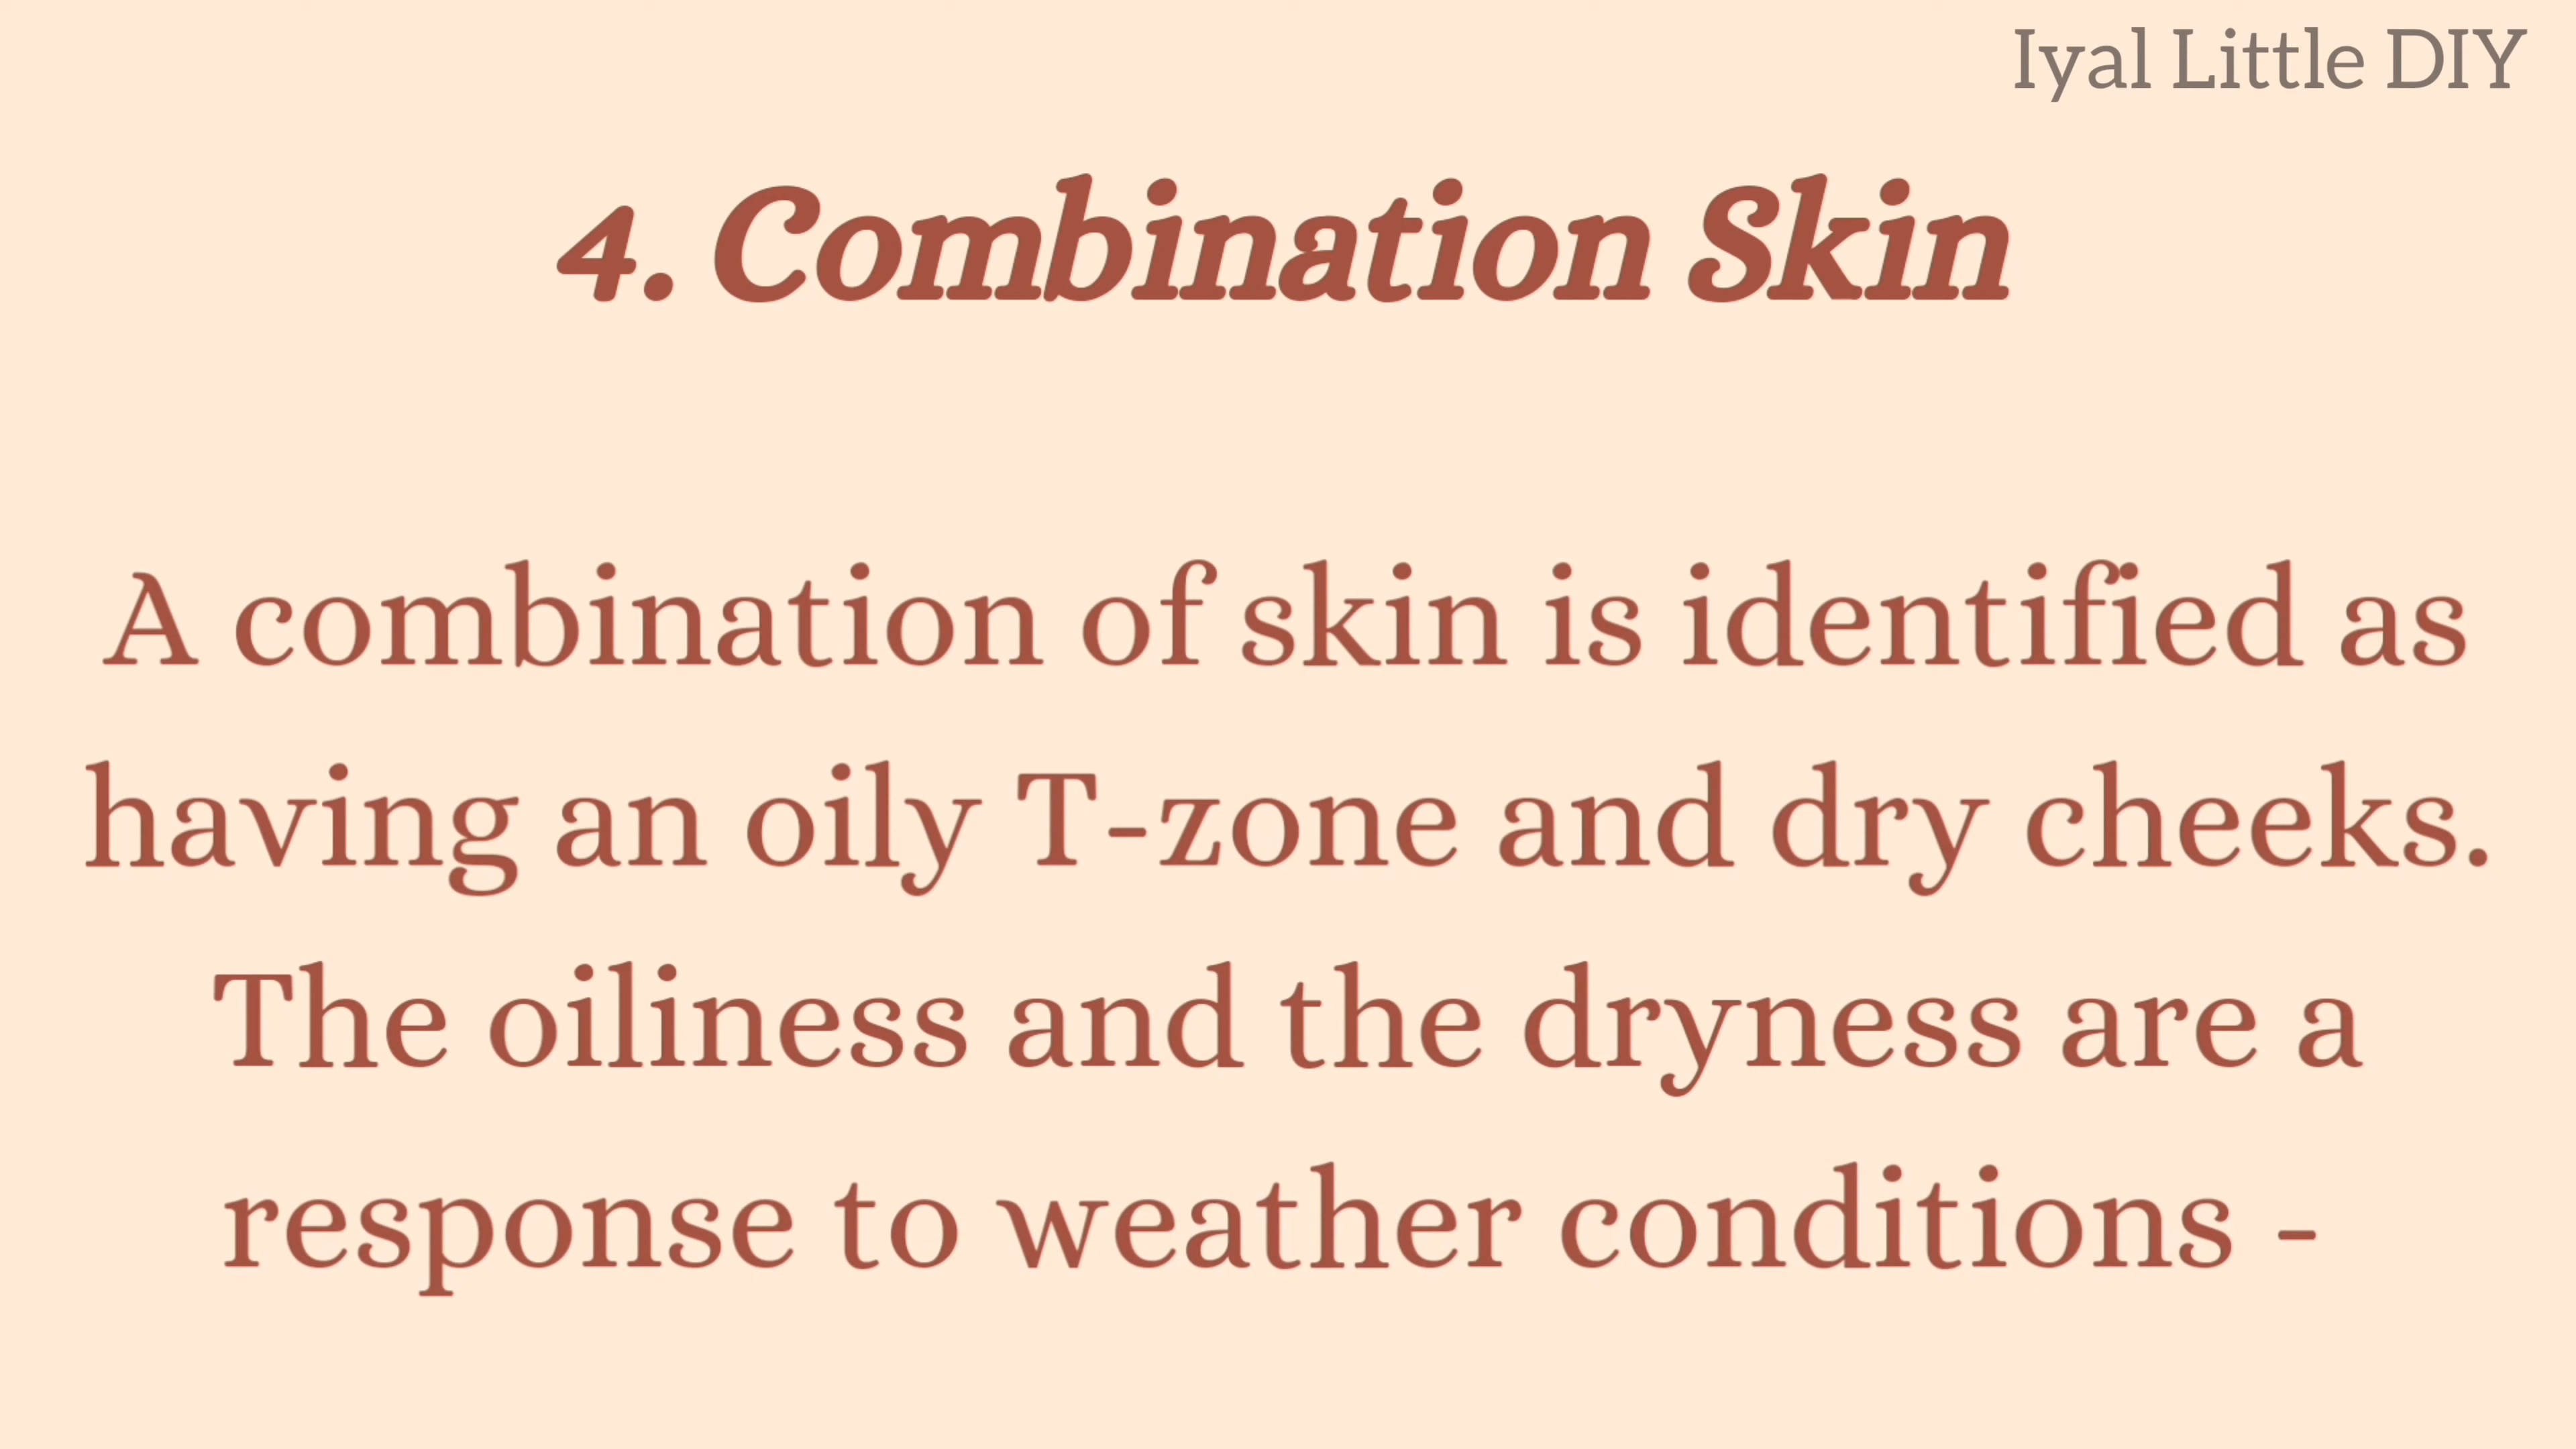 Iyal Little DIY
4. Combination Skin
A combination of skin is identified as
having an oily T-zone and dry cheeks.
The oiliness and the dryness are a
response to weather conditions -